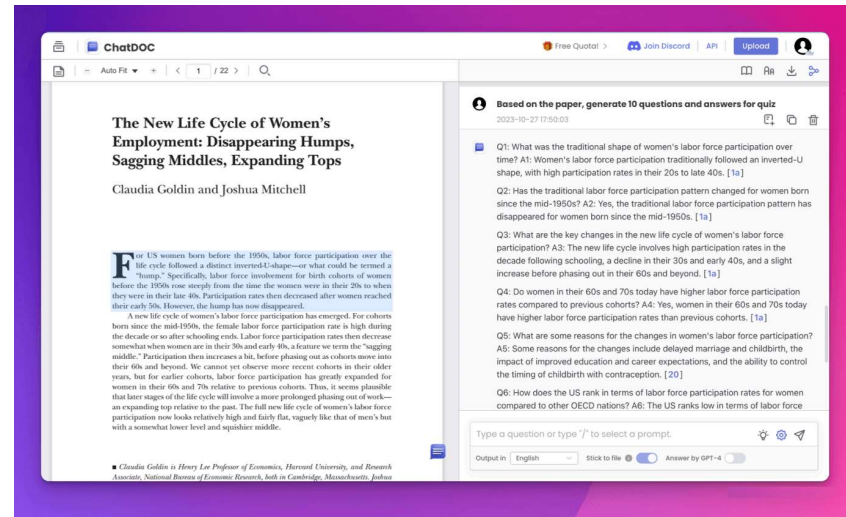 ChatDOC
Free Quota! >
Join Discord
API
Upload
Auto Fit
1 / 22
The New Life Cycle of Women's
Employment: Disappearing Humps,
Sagging Middles, Expanding Tops
Claudia Goldin and Joshua Mitchell
For US women born before the 1950s, labor force participation over the
life cycle followed a distinct inverted-U-shape—or what could be termed a
"hump." Specifically, labor force involvement for birth cohorts of women
before the 1950s rose steeply from the time the women were in their 20s to when
they were in their late 40s. Participation rates then decreased after women reached
their early 50s. However, the hump has now disappeared.
A new life cycle of women's labor force participation has emerged. For cohorts
born since the mid-1950s, the female labor force participation rate is high during
the decade or so after schooling ends. Labor force participation rates then decrease
somewhat when women are in their 30s and early 40s, a feature we term the "sagging
middle." Participation then increases a bit, before phasing out as cohorts move into
their 60s and beyond. We cannot yet observe more recent cohorts in their older
years, but for earlier cohorts, labor force participation has greatly expanded for
women in their 60s and 70s relative to previous cohorts. Thus, it seems plausible
that later stages of the life cycle will involve a more prolonged phasing out of work—
an expanding top relative to the past. The full new life cycle of women's labor force
participation now looks relatively high and fairly flat, vaguely like that of men's but
with a somewhat lower level and squishier middle.
■ Claudia Goldin is Henry Lee Professor of Economics, Harvard University, and Research
Associate, National Bureau of Economic Research, both in Cambridge, Massachusetts. Joshua
Based on the paper, generate 10 questions and answers for quiz
2023-10-27 17:50:03
Q1: What was the traditional shape of women's labor force participation over
time? A1: Women's labor force participation traditionally followed an inverted-U
shape, with high participation rates in their 20s to late 40s. [1a]
Q2: Has the traditional labor force participation pattern changed for women born
since the mid-1950s? A2: Yes, the traditional labor force participation pattern has
disappeared for women born since the mid-1950s. [1a]
Q3: What are the key changes in the new life cycle of women's labor force
participation? A3: The new life cycle involves high participation rates in the
decade following schooling, a decline in their 30s and early 40s, and a slight
increase before phasing out in their 60s and beyond. [1a]
Q4: Do women in their 60s and 70s today have higher labor force participation
rates compared to previous cohorts? A4: Yes, women in their 60s and 70s today
have higher labor force participation rates than previous cohorts. [1a]
Q5: What are some reasons for the changes in women's labor force participation?
A5: Some reasons for the changes include delayed marriage and childbirth, the
impact of improved education and career expectations, and the ability to control
the timing of childbirth with contraception. [20]
Q6: How does the US rank in terms of labor force participation rates for women
compared to other OECD nations? A6: The US ranks low in terms of labor force
Type a question or type "/" to select a prompt.
Output in English Stick to file Answer by GPT-4